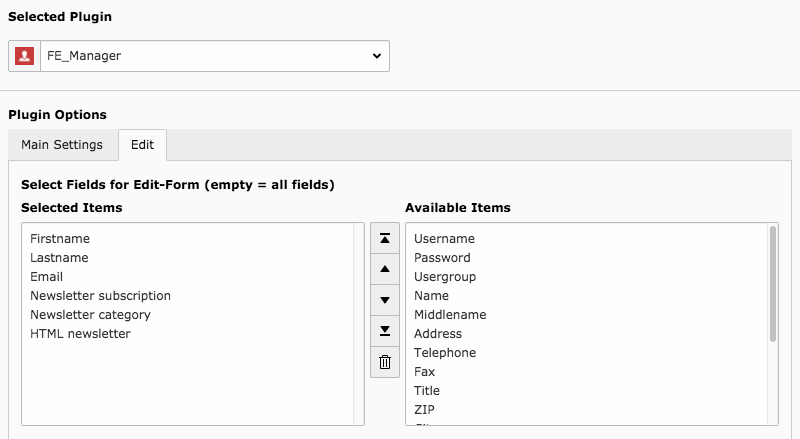 Selected Plugin
FE_Manager
Plugin Options
Main Settings
Edit
Select Fields for Edit-Form (empty = all fields)
Selected Items
Firstname
Lastname
Email
Newsletter subscription
Newsletter category
HTML newsletter
Available Items
Username
Password
Usergroup
Name
Middlename
Address
Telephone
Fax
Title
ZIP